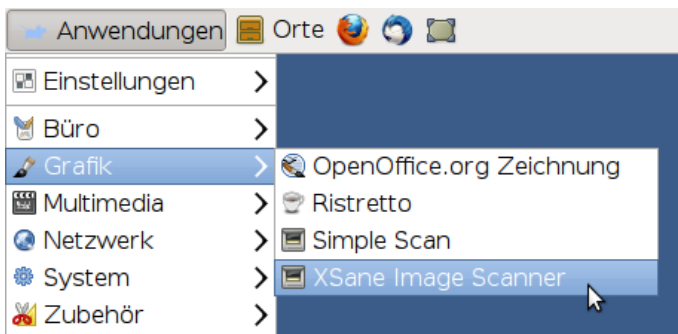 Anwendungen Orte
Einstellungen
Büro
Grafik
Multimedia
Netzwerk
System
Zubehör
OpenOffice.org Zeichnung
Ristretto
Simple Scan
XSane Image Scanner